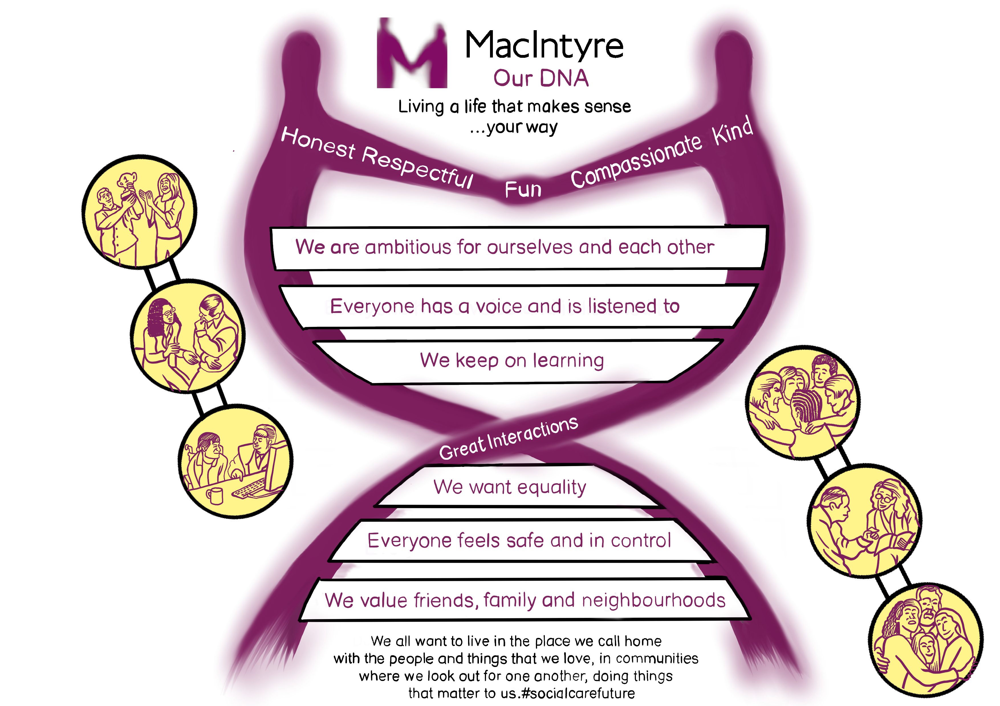 MacIntyre
Our DNA
Living a life that makes sense
...your way
Honest Respectful Fun Compassionate Kind
We are ambitious for ourselves and each other
Everyone has a voice and is listened to
We keep on learning
Great Interactions
We want equality
Everyone feels safe and in control
We value friends, family and neighbourhoods
We all want to live in the place we call home
with the people and things that we love, in communities
where we look out for one another, doing things
that matter to us.#socialcarefuture